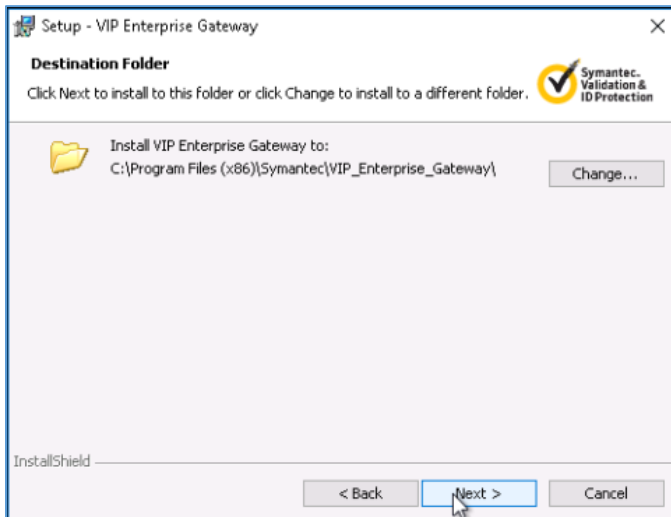 Setup - VIP Enterprise Gateway
Destination Folder
Click Next to install to this folder or click Change to install to a different folder.
Symantec.
Validation &
ID Protection
Install VIP Enterprise Gateway to:
C:\Program Files (x86)\Symantec\VIP_Enterprise_Gateway\
Change...
InstallShield
< Back
Next >
Cancel